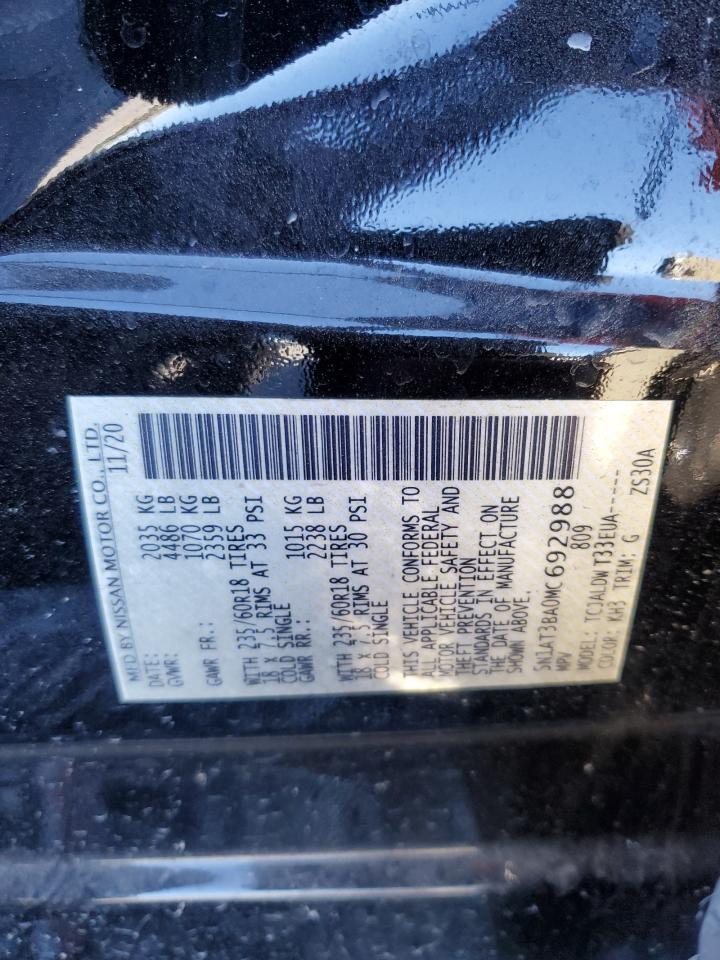 MFD BY NISSAN MOTOR CO., LTD.
DATE: 11/20
GVWR: 2035 KG
4486 LB
GAWR FR.: 1070 KG
2359 LB
WITH 235/60R18 TIRES
18 X 7.5 RIMS AT 33 PSI
COLD SINGLE
GAWR RR.: 1015 KG
2238 LB
WITH 235/60R18 TIRES
18 X 7.5 RIMS AT 30 PSI
COLD SINGLE
THIS VEHICLE CONFORMS TO
ALL APPLICABLE FEDERAL
MOTOR VEHICLE SAFETY AND
THEFT PREVENTION
STANDARDS IN EFFECT ON
THE DATE OF MANUFACTURE
SHOWN ABOVE.
5N1AT3BA0MC692988
MPV 809
MODEL: TCJALDW T33EUA-----
COLOR: KH3 TRIM: G ZS30A